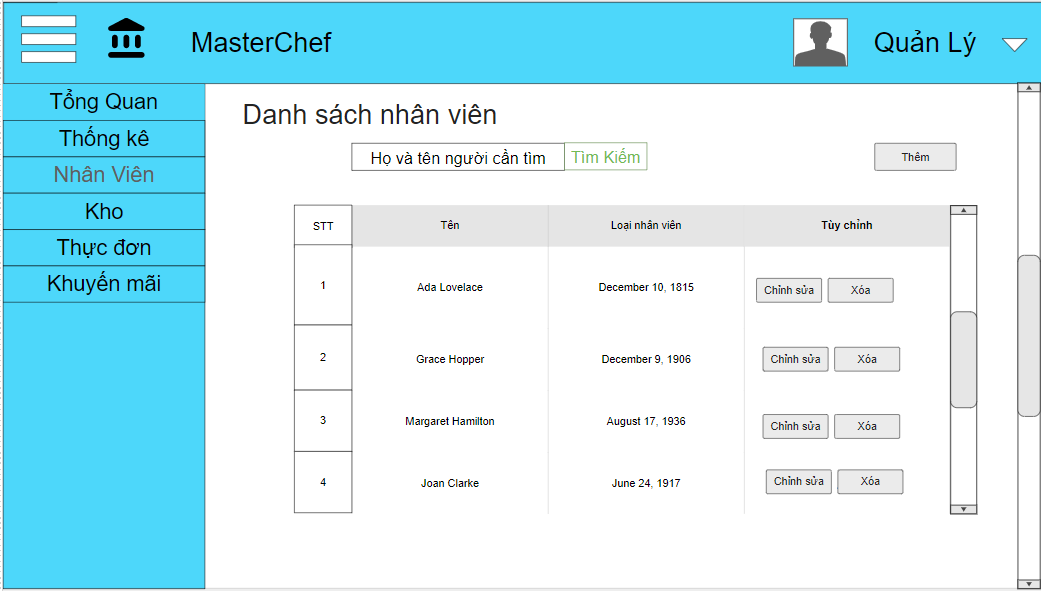 MasterChef
Quản Lý
Tổng Quan
Thống kê
Nhân Viên
Kho
Thực đơn
Khuyến mãi
Danh sách nhân viên
Họ và tên người cần tìm Tìm Kiếm
Thêm
STT Tên Loại nhân viên Tùy chỉnh
1 Ada Lovelace December 10, 1815 Chỉnh sửa Xóa
2 Grace Hopper December 9, 1906 Chỉnh sửa Xóa
3 Margaret Hamilton August 17, 1936 Chỉnh sửa Xóa
4 Joan Clarke June 24, 1917 Chỉnh sửa Xóa